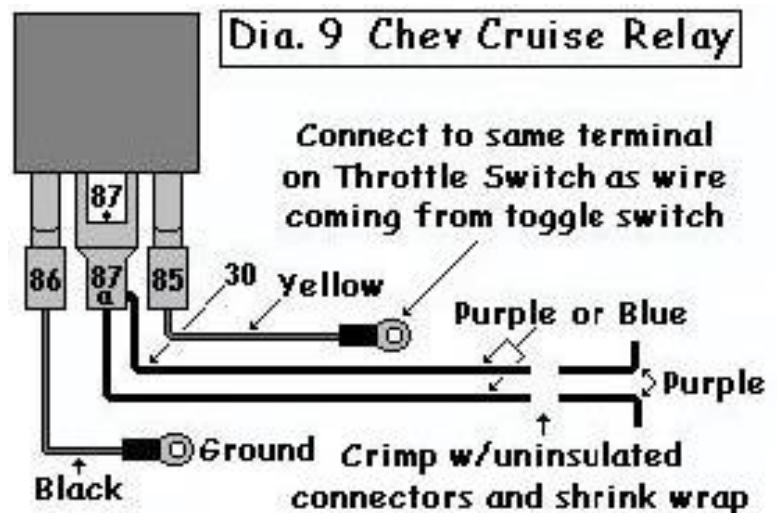 Dia. 9 Chev Cruise Relay
Connect to same terminal
on Throttle Switch as wire
coming from toggle switch
87
86
87
a
85
30
Yellow
Purple or Blue
Purple
Ground
Black
Crimp w/uninsulated
connectors and shrink wrap